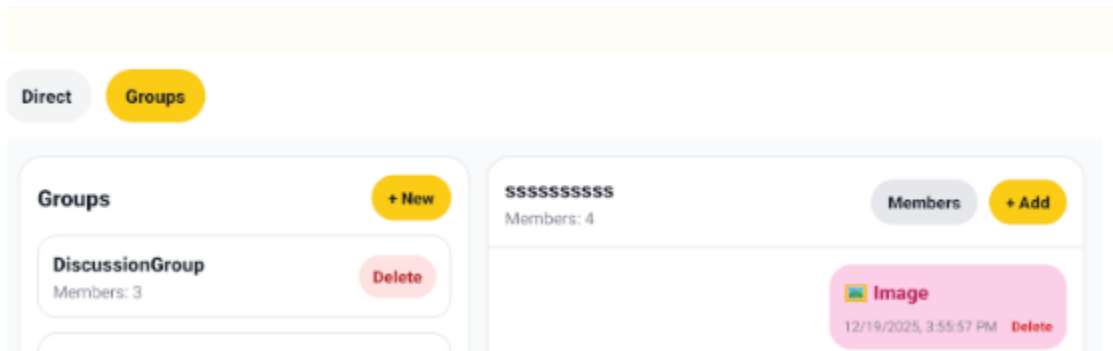 Direct
Groups
Groups
+ New
DiscussionGroup
Members: 3
Delete
ssssssssss
Members: 4
Members
+ Add
Image
12/19/2025, 3:55:57 PM Delete